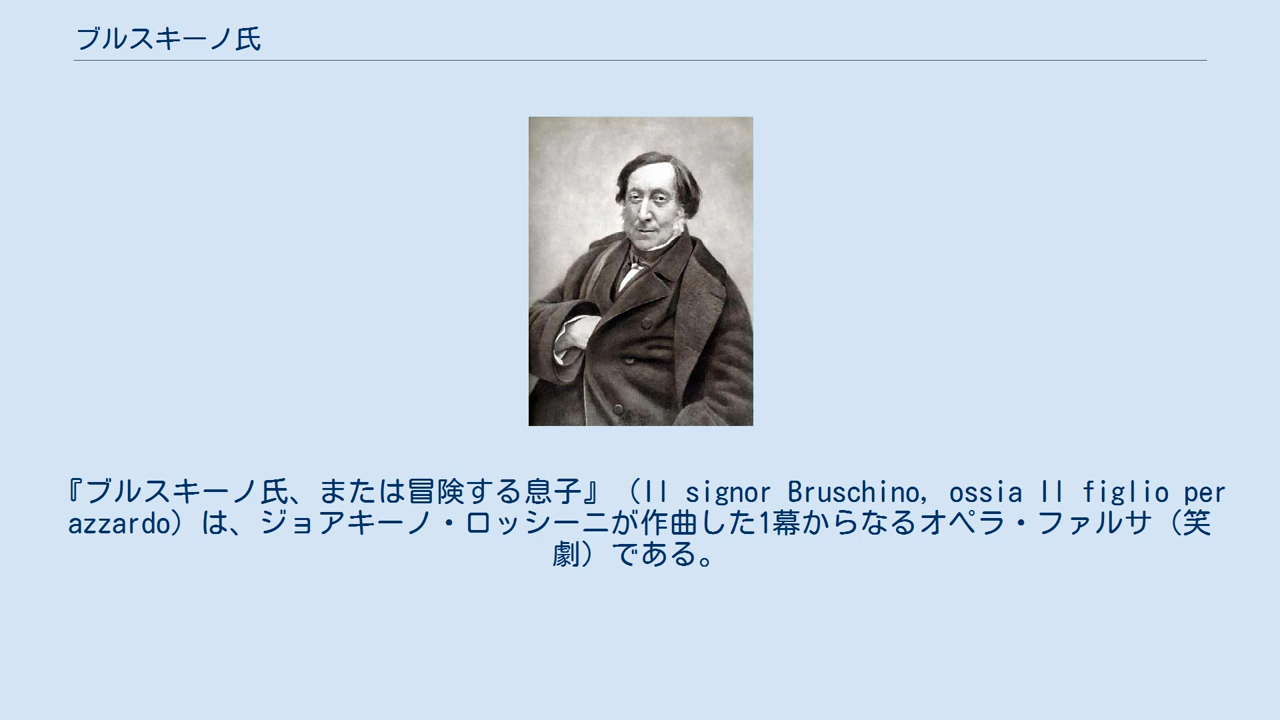 ブルスキーノ氏
『ブルスキーノ氏、または冒険する息子』（Il signor Bruschino, ossia Il figlio per
azzardo）は、ジョアキーノ・ロッシーニが作曲した1幕からなるオペラ・ファルサ（笑
劇）である。